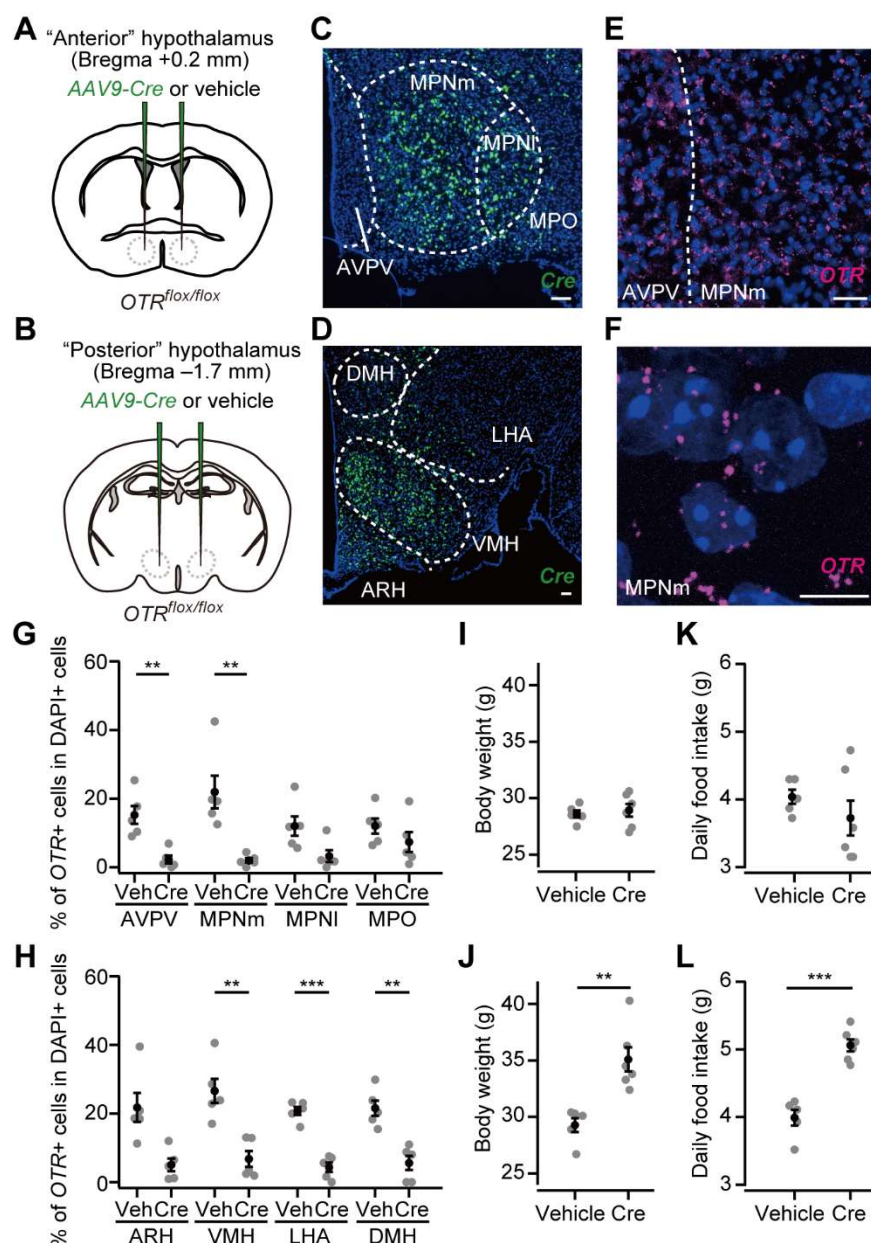 A
"Anterior" hypothalamus
(Bregma +0.2 mm)
AAV9-Cre or vehicle
OTRflox/flox
B
"Posterior" hypothalamus
(Bregma –1.7 mm)
AAV9-Cre or vehicle
OTRflox/flox
C
MPNm
MPNl
MPO
AVPV
Cre
D
DMH
LHA
VMH
ARH
Cre
E
AVPV MPNm
OTR
F
MPNm
OTR
G
% of OTR+ cells in DAPI+ cells
60
40
20
0
** **
Veh Cre Veh Cre Veh Cre Veh Cre
AVPV MPNm MPNl MPO
H
% of OTR+ cells in DAPI+ cells
60
40
20
0
** *** **
Veh Cre Veh Cre Veh Cre Veh Cre
ARH VMH LHA DMH
I
Body weight (g)
40
35
30
25
Vehicle Cre
J
Body weight (g)
40
35
30
25
**
Vehicle Cre
K
Daily food intake (g)
6
5
4
3
Vehicle Cre
L
Daily food intake (g)
6
5
4
3
***
Vehicle Cre